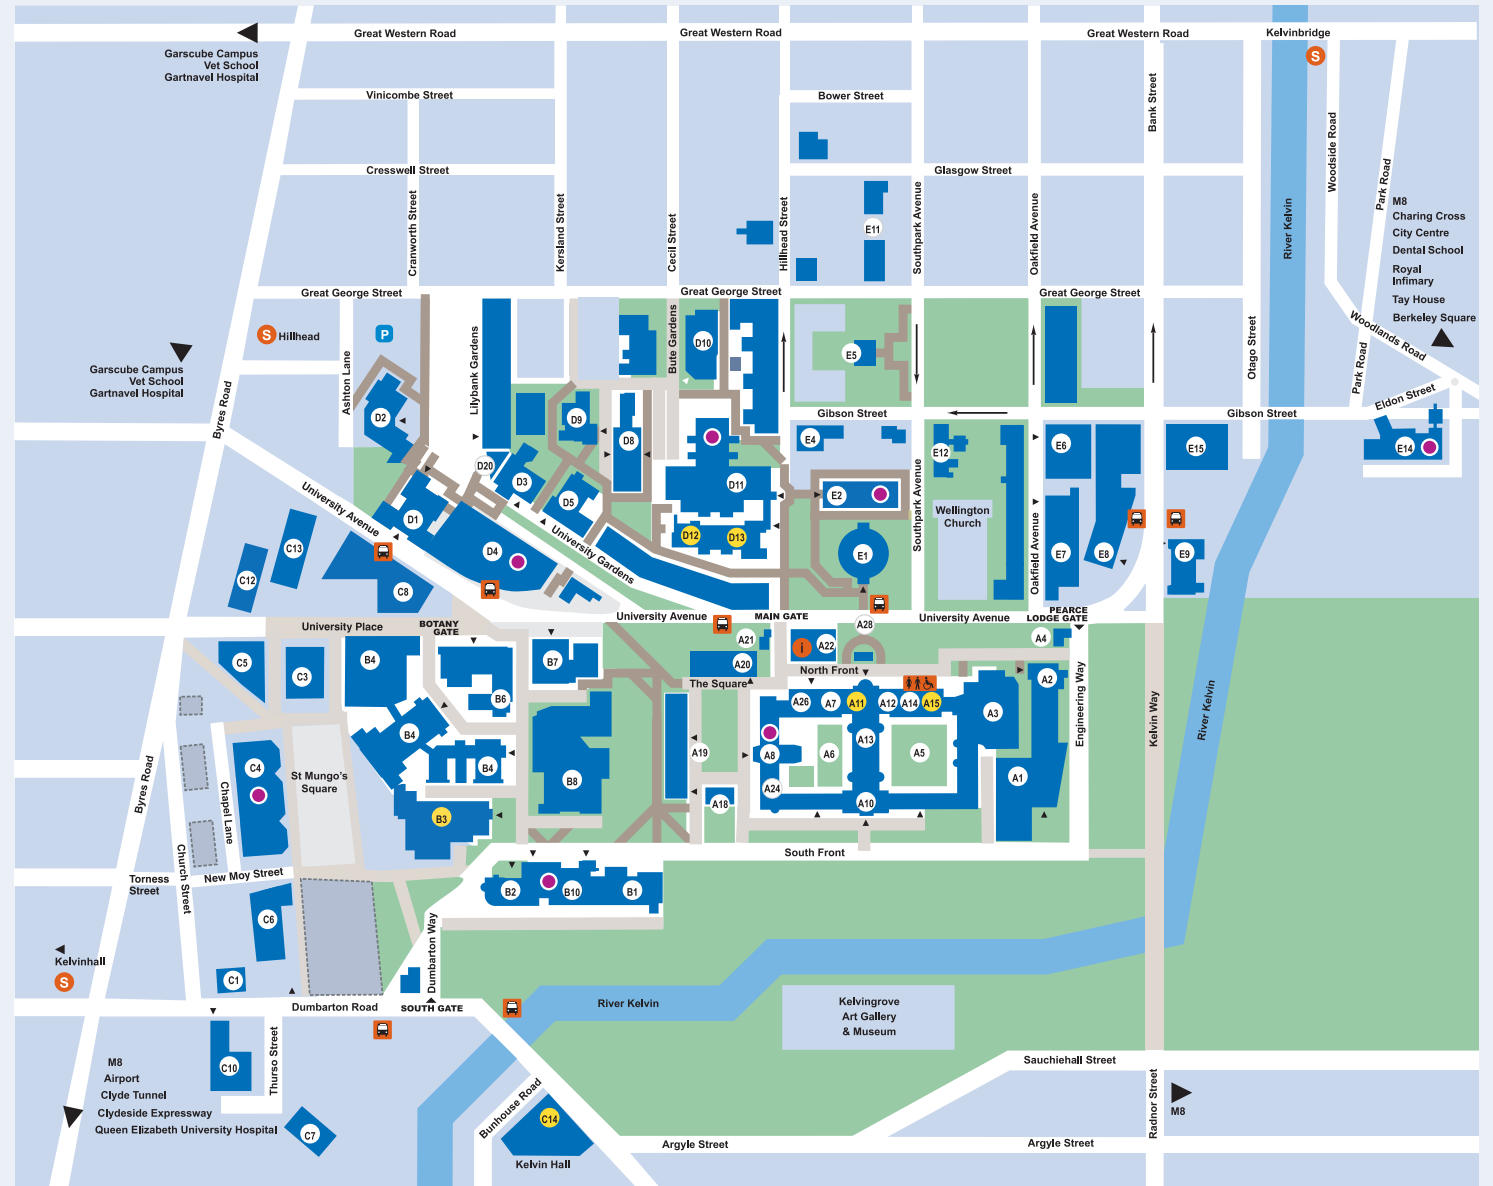 Great Western Road
Great Western Road
Great Western Road
Kelvinbridge
S
Garscube Campus
Vet School
Gartnavel Hospital
Vinicombe Street
Bower Street
Bank Street
Woodside Road
Cresswell Street
Glasgow Street
Park Road
M8
Charing Cross
City Centre
Dental School
Royal
Infimary
Tay House
Berkeley Square
Cranworth Street
Kersland Street
Cecil Street
Hillhead Street
Southpark Avenue
Oakfield Avenue
River Kelvin
E11
Great George Street
Great George Street
Great George Street
S Hillhead
P
Ashton Lane
Lilybank Gardens
Bute Gardens
D10
E5
Otago Street
Woodlands Road
Park Road
Eldon Street
Garscube Campus
Vet School
Gartnavel Hospital
Byres Road
D2
D9
D8
Gibson Street
Gibson Street
E4
E12
E6
E15
E14
D20
D3
D5
D11
E2
University Avenue
D1
D4
D12
D13
E1
Wellington
Church
Southpark Avenue
Oakfield Avenue
E7
E8
E9
C13
C12
C8
University Gardens
University Place
BOTANY
GATE
University Avenue
MAIN GATE
University Avenue
PEARCE
LODGE GATE
A28
A21
A22
i
A4
A20
North Front
The Square
C5
C3
B4
B6
B7
A2
A26
A7
A11
A12
A14
A15
A3
B4
B4
A19
A8
A13
A6
A5
Engineering Way
Kelvin Way
River Kelvin
C4
St Mungo's
Square
B8
A24
A10
A1
A18
B3
Byres Road
Chapel Lane
Church Street
South Front
Torness
Street
New Moy Street
B2
B10
B1
C6
Dumbarton Way
Kelvinhall
S
C1
Dumbarton Road
SOUTH GATE
River Kelvin
Kelvingrove
Art Gallery
& Museum
Thurso Street
C10
M8
Airport
Clyde Tunnel
Clydeside Expressway
Queen Elizabeth University Hospital
C7
Bunhouse Road
C14
Kelvin Hall
Sauchiehall Street
Radnor Street
M8
Argyle Street
Argyle Street